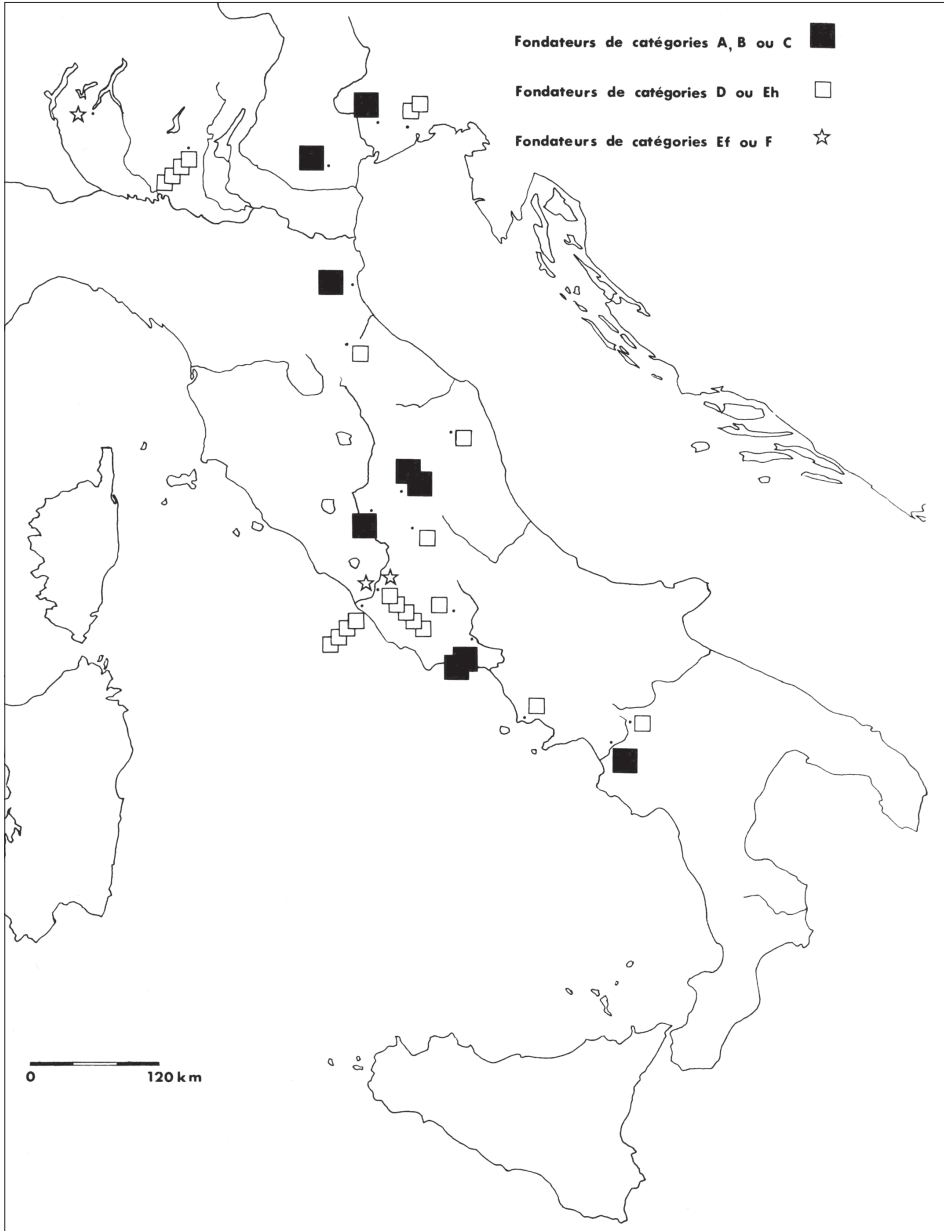 Fondateurs de catégories A, B ou C
Fondateurs de catégories D ou Eh
Fondateurs de catégories Ef ou F
0 120 km